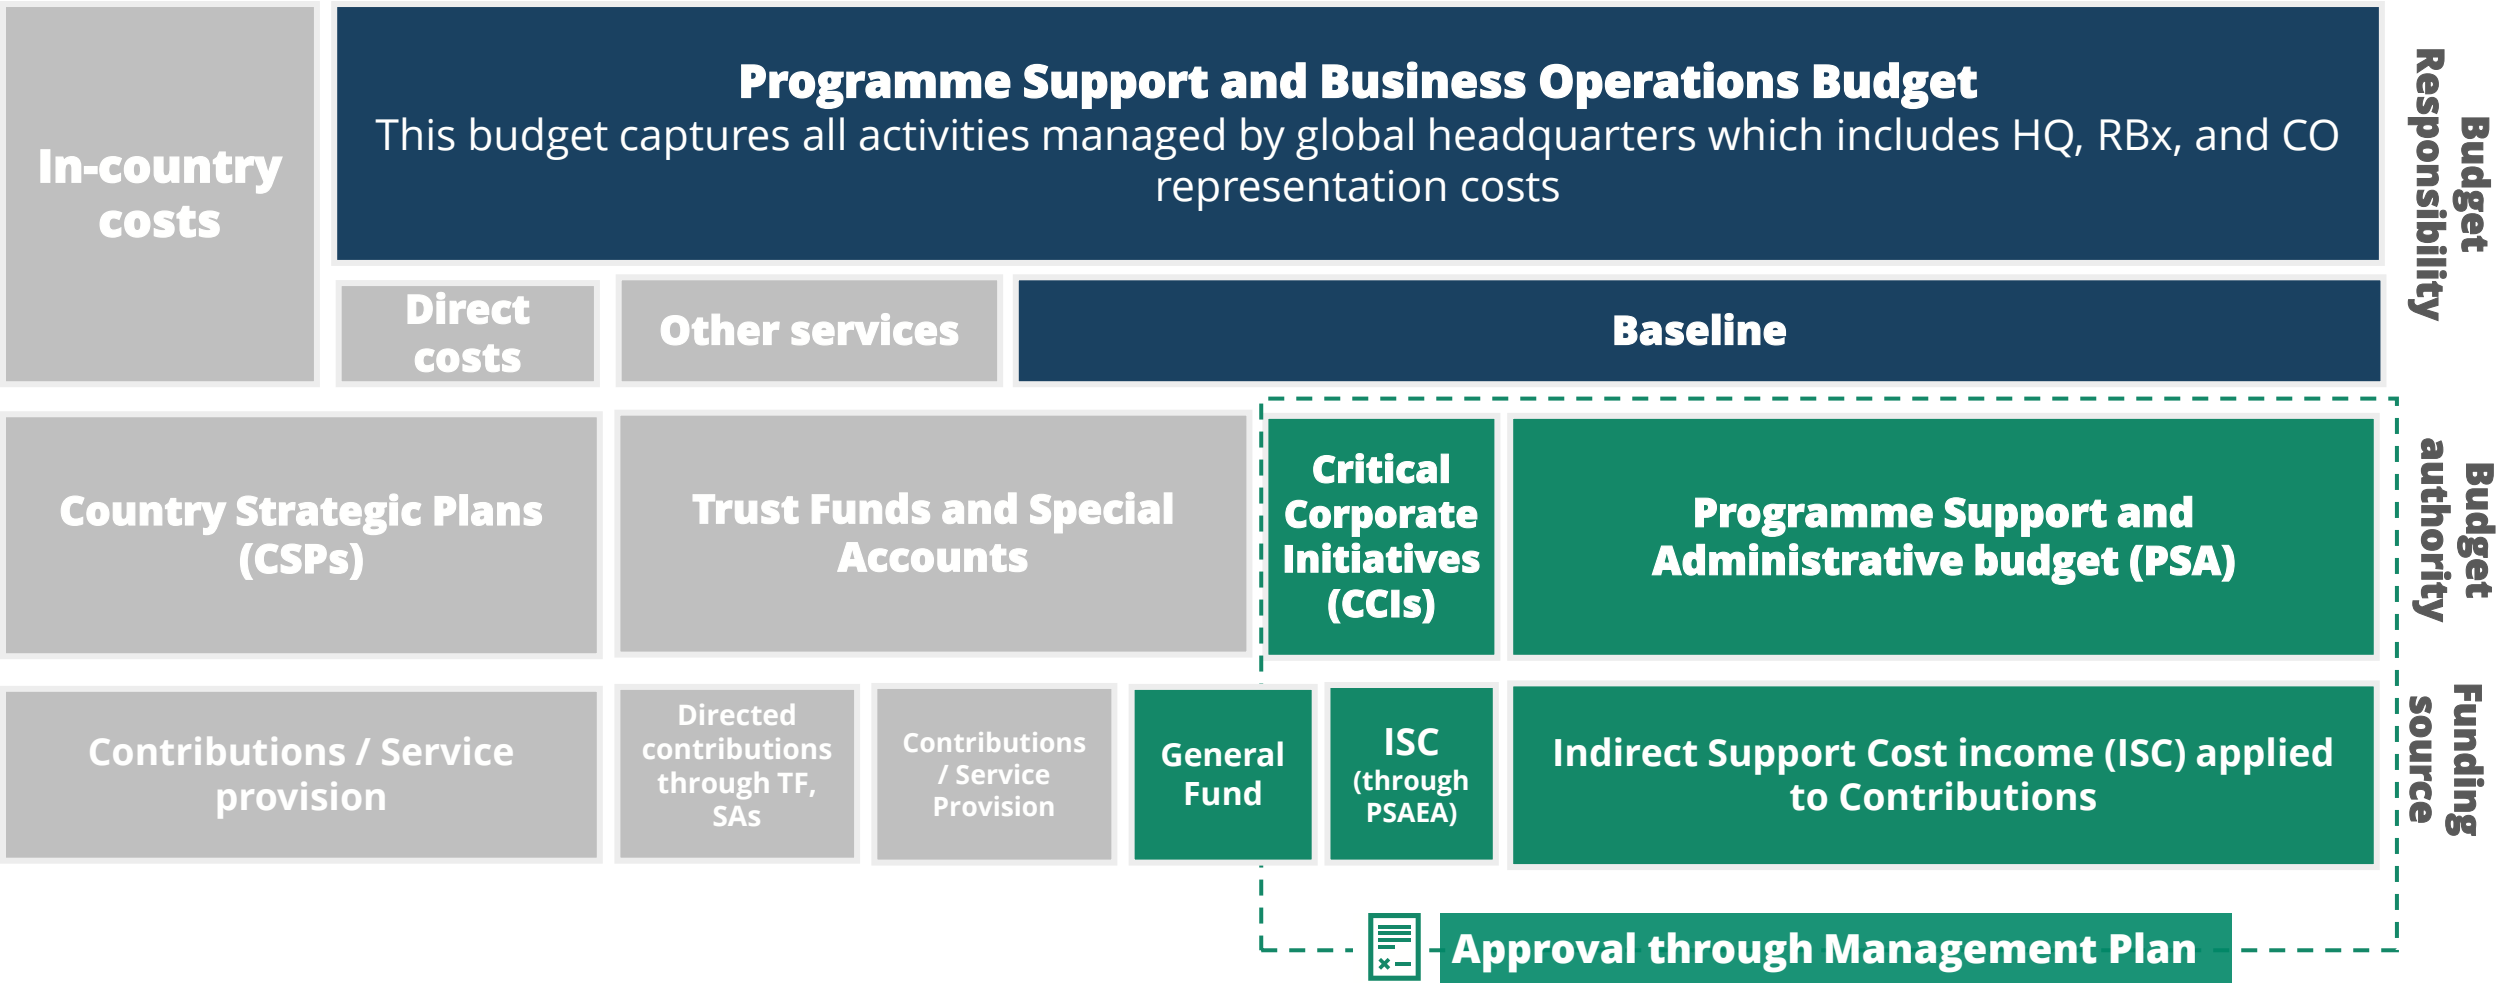 In-country
costs
Programme Support and Business Operations Budget
This budget captures all activities managed by global headquarters which includes HQ, RBx, and CO
representation costs
Budget
Responsibility
Direct
costs
Other services
Baseline
Country Strategic Plans
(CSPs)
Trust Funds and Special
Accounts
Critical
Corporate
Initiatives
(CCIs)
Programme Support and
Administrative budget (PSA)
Budget
authority
Contributions / Service
provision
Directed
contributions
through TF,
SAs
Contributions
/ Service
Provision
General
Fund
ISC
(through
PSAEA)
Indirect Support Cost income (ISC) applied
to Contributions
Funding
source
Approval through Management Plan